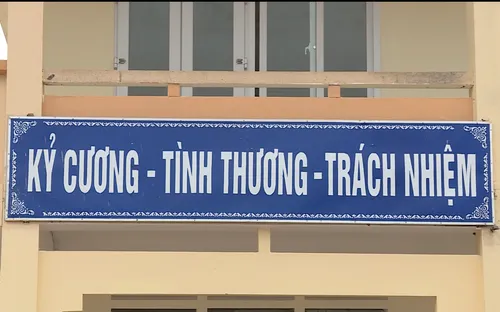 KỶ CƯƠNG - TÌNH THƯƠNG - TRÁCH NHIỆM